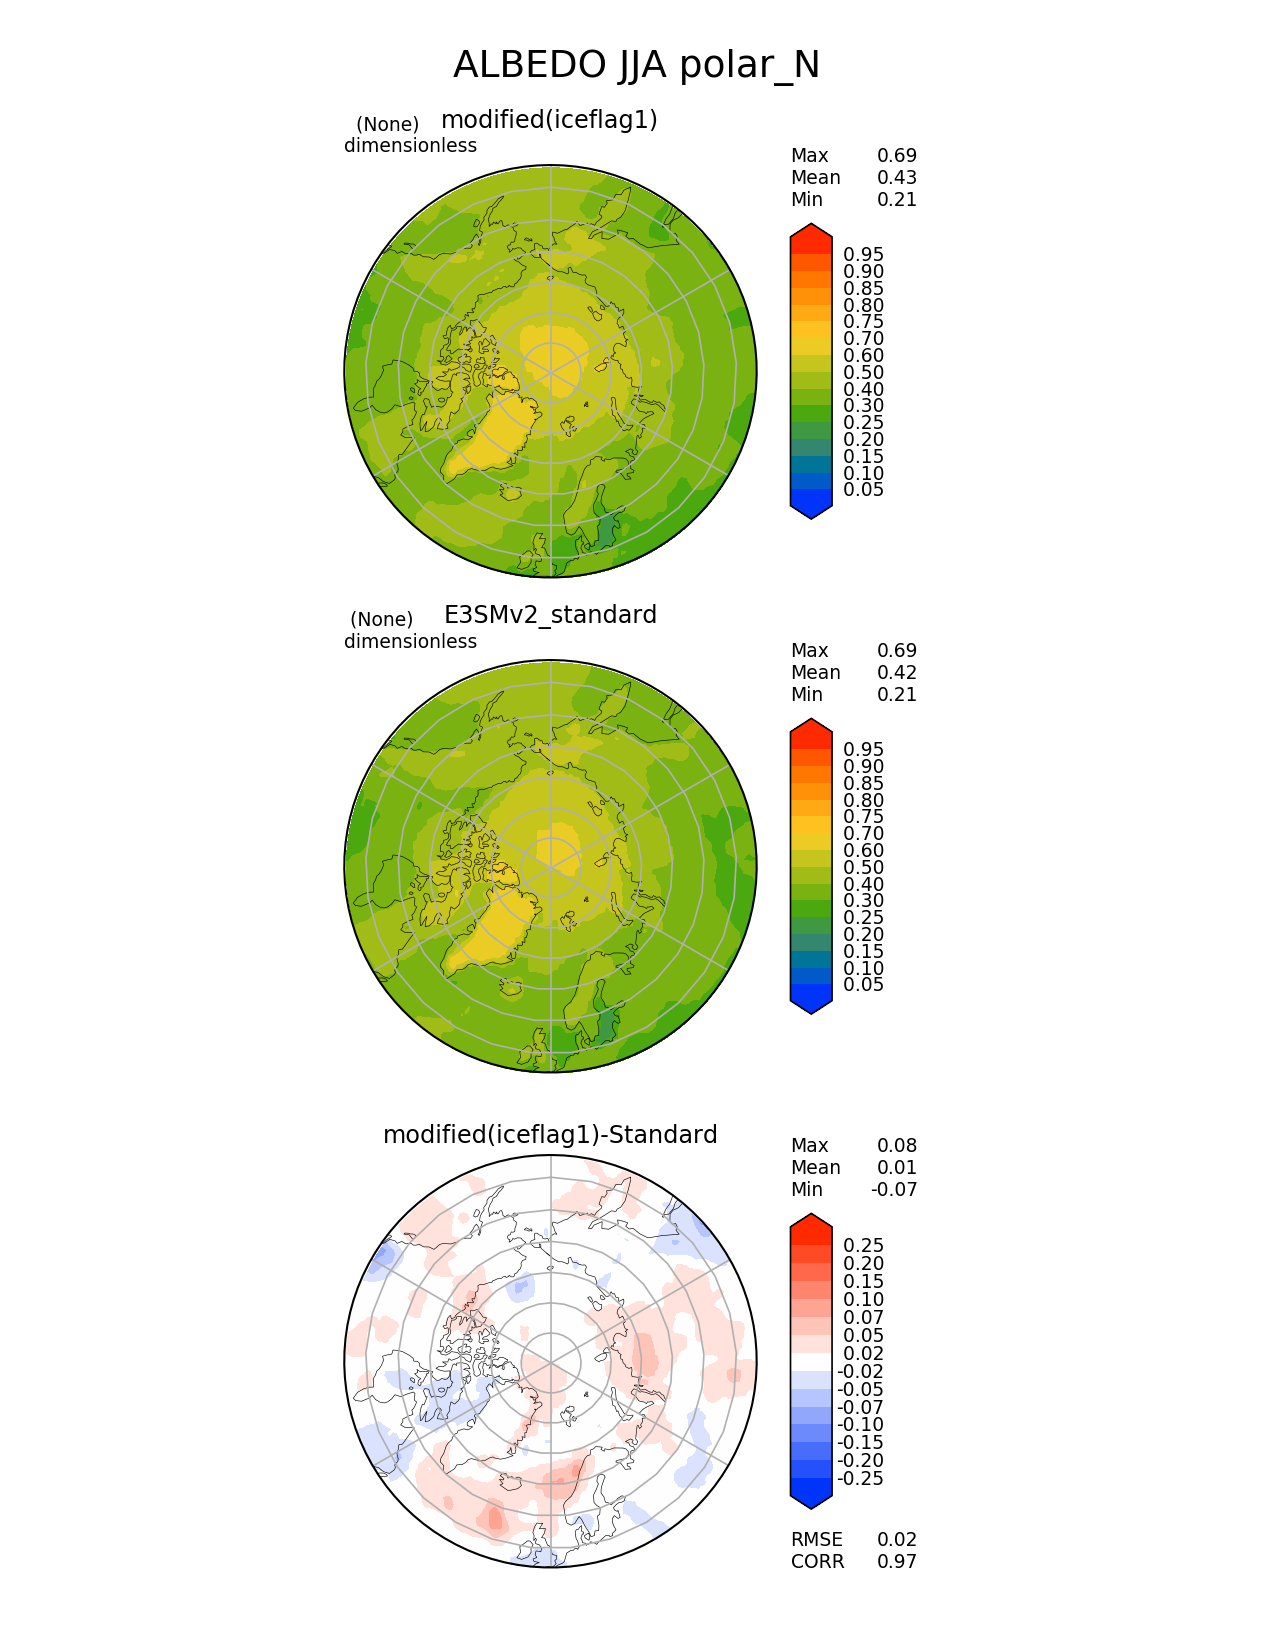 ALBEDO JJA polar_N
(None) modified(iceflag1)
dimensionless
Max 0.69
Mean 0.43
Min 0.21
0.95
0.90
0.85
0.80
0.75
0.70
0.60
0.50
0.40
0.30
0.25
0.20
0.15
0.10
0.05
(None) E3SMv2_standard
dimensionless
Max 0.69
Mean 0.42
Min 0.21
0.95
0.90
0.85
0.80
0.75
0.70
0.60
0.50
0.40
0.30
0.25
0.20
0.15
0.10
0.05
modified(iceflag1)-Standard
Max 0.08
Mean 0.01
Min -0.07
0.25
0.20
0.15
0.10
0.07
0.05
0.02
-0.02
-0.05
-0.07
-0.10
-0.15
-0.20
-0.25
RMSE 0.02
CORR 0.97